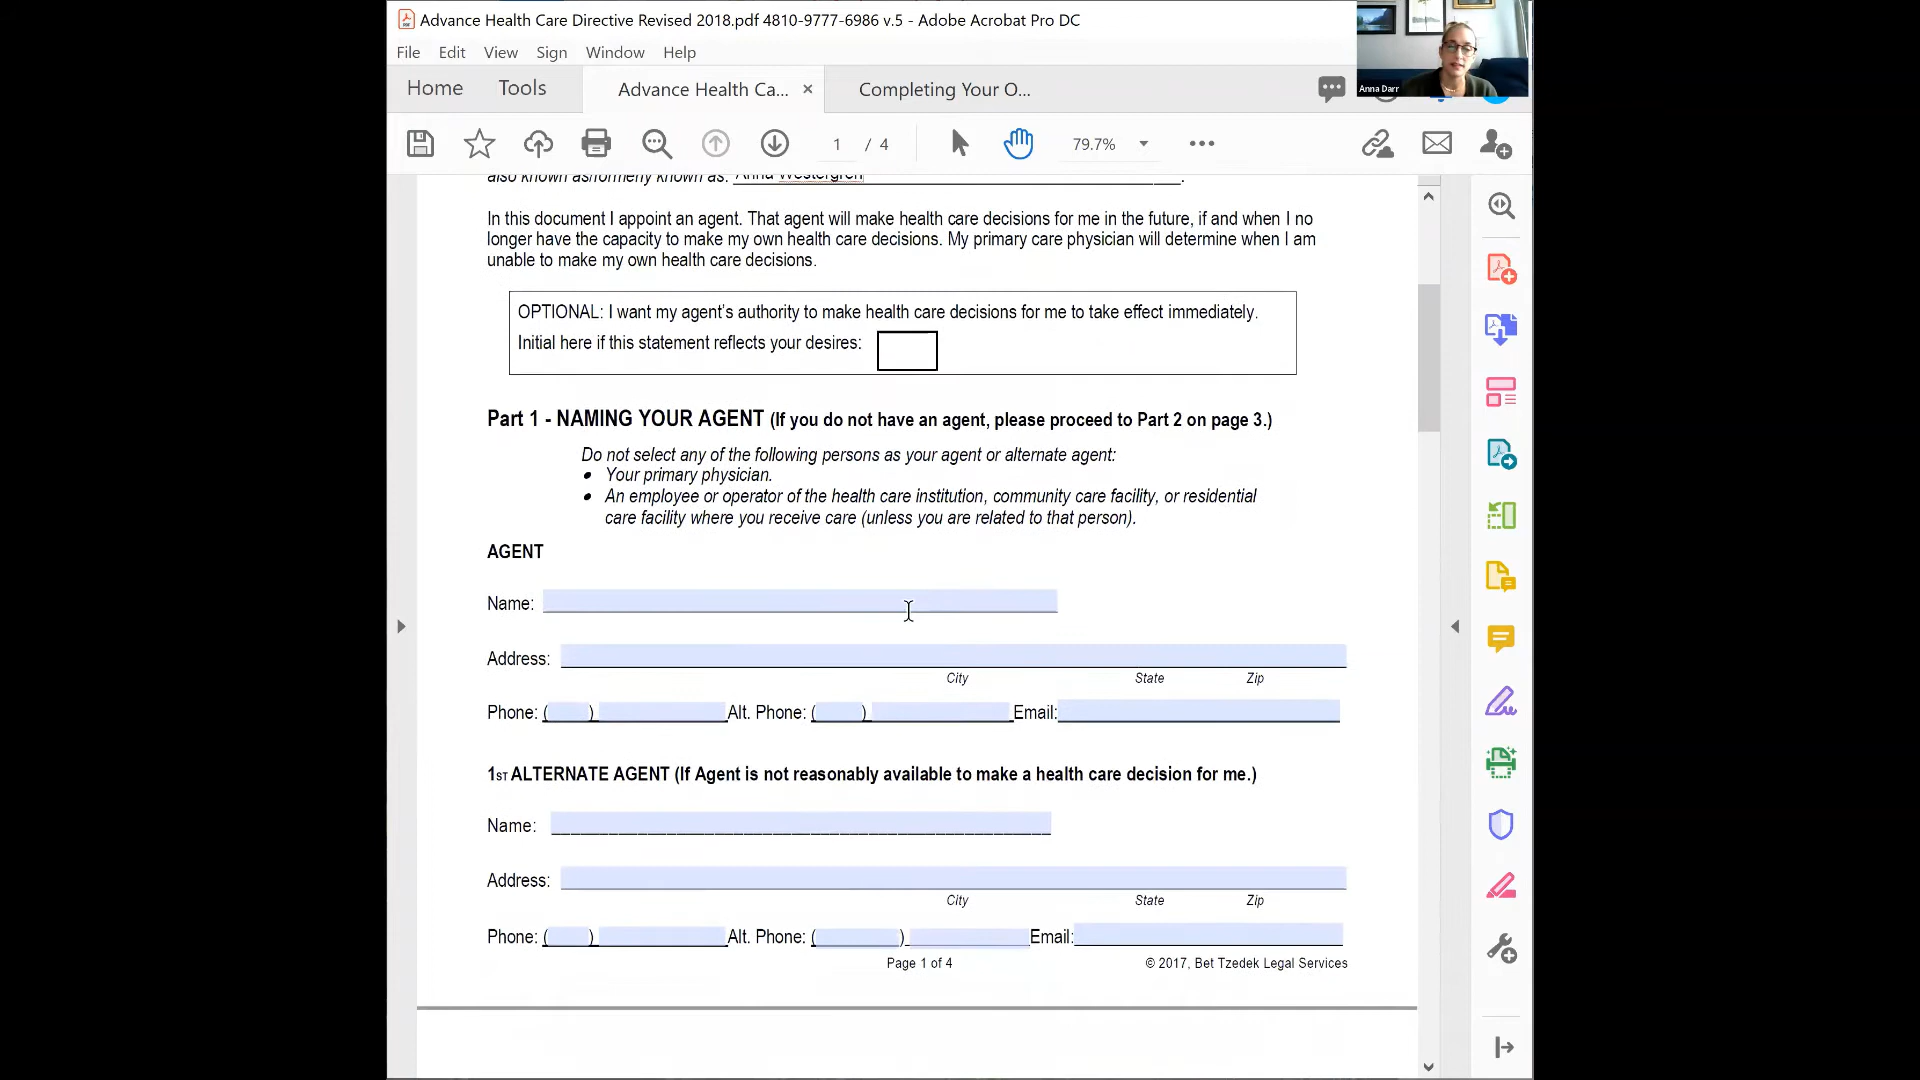 Advance Health Care Directive Revised 2018.pdf 4810-9777-6986 v.5 - Adobe Acrobat Pro DC
File Edit View Sign Window Help
Home Tools Advance Health Ca... × Completing Your O...
Anna Darr
1 / 4 79.7%
also known as/formerly known as: Anna Westergren
In this document I appoint an agent. That agent will make health care decisions for me in the future, if and when I no
longer have the capacity to make my own health care decisions. My primary care physician will determine when I am
unable to make my own health care decisions.
OPTIONAL: I want my agent's authority to make health care decisions for me to take effect immediately.
Initial here if this statement reflects your desires:
Part 1 - NAMING YOUR AGENT (If you do not have an agent, please proceed to Part 2 on page 3.)
Do not select any of the following persons as your agent or alternate agent:
• Your primary physician.
• An employee or operator of the health care institution, community care facility, or residential
care facility where you receive care (unless you are related to that person).
AGENT
Name:
Address:
City State Zip
Phone: ( ) Alt. Phone: ( ) Email:
1ST ALTERNATE AGENT (If Agent is not reasonably available to make a health care decision for me.)
Name:
Address:
City State Zip
Phone: ( ) Alt. Phone: ( ) Email:
Page 1 of 4 © 2017, Bet Tzedek Legal Services